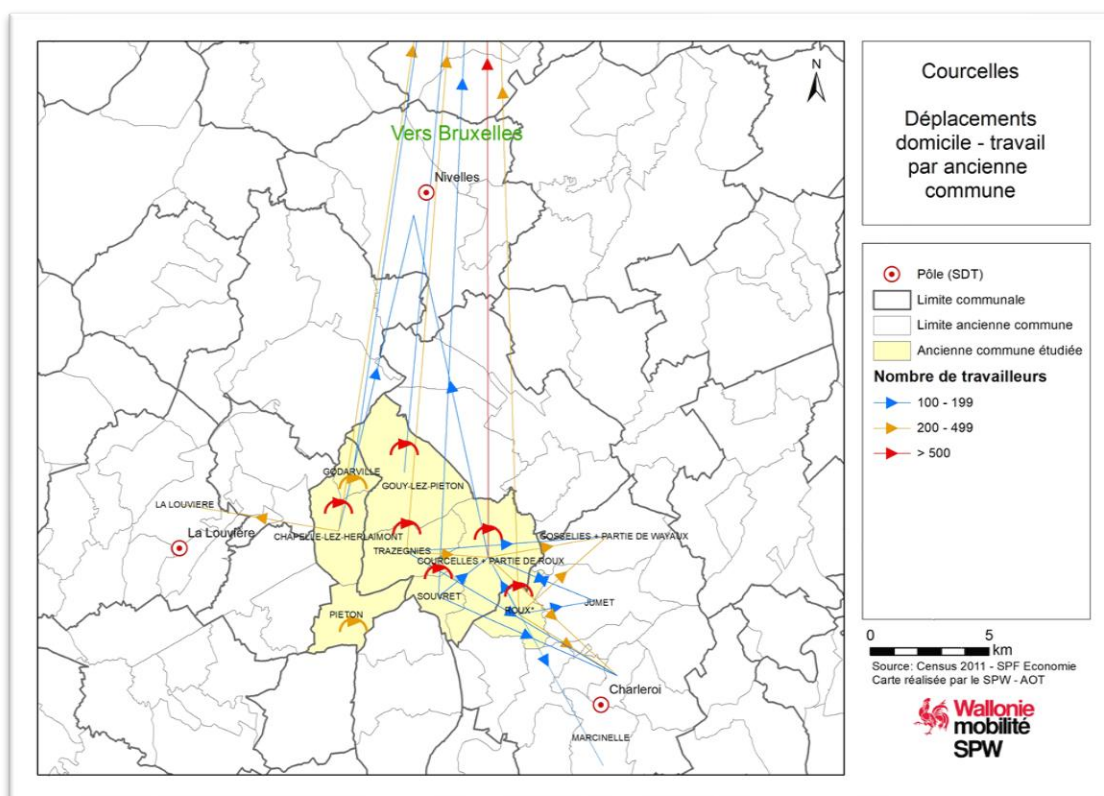 N
Vers Bruxelles
Nivelles
GODARVILLE
GOUY-LEZ-PIETON
LA LOUVIERE
La Louvière
CHAPELLE-LEZ-HERLAIMONT
TRAZEGNIES
GOSSELIES + PARTIE DE WAYAUX
COURCELLES + PARTIE DE ROUX
SOUVRET
ROUX*
JUMET
PIETON
Charleroi
MARCINELLE
Courcelles
Déplacements
domicile - travail
par ancienne
commune
Pôle (SDT)
Limite communale
Limite ancienne commune
Ancienne commune étudiée
Nombre de travailleurs
100 - 199
200 - 499
> 500
0 5
km
Source: Census 2011 - SPF Economie
Carte réalisée par le SPW - AOT
Wallonie
mobilité
SPW